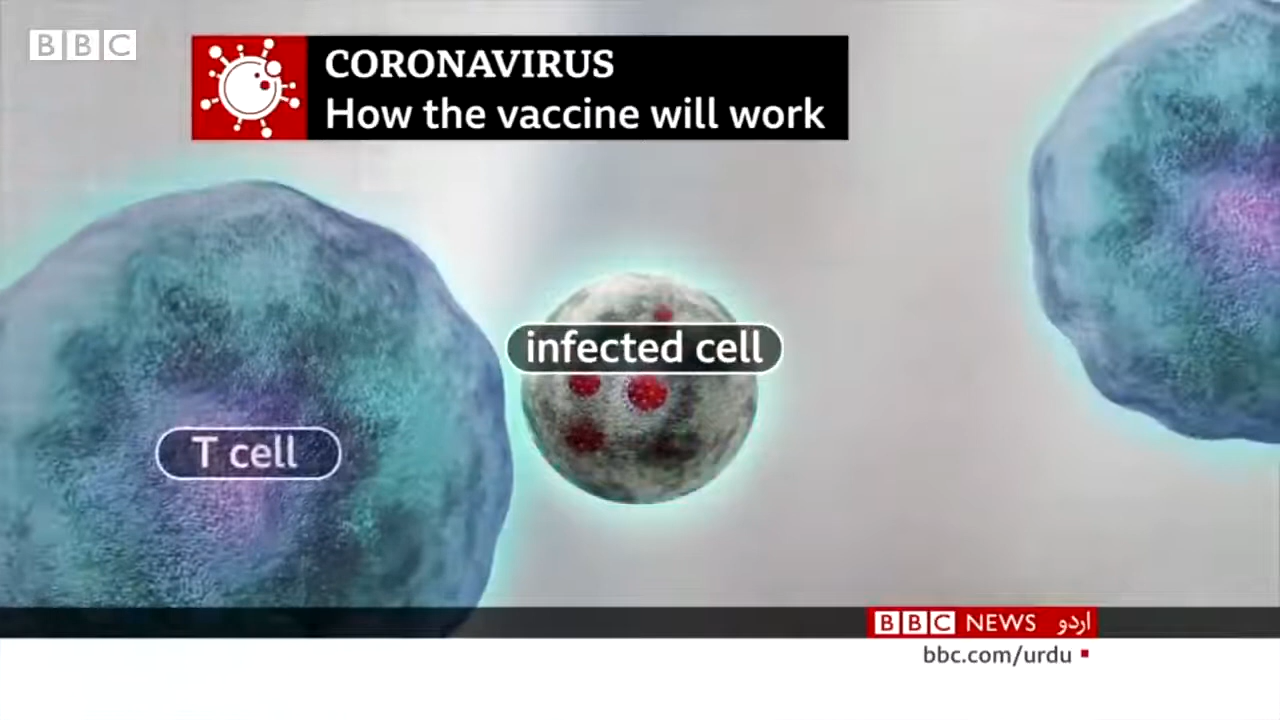 BBC
CORONAVIRUS
How the vaccine will work
infected cell
T cell
BBC NEWS اردو
bbc.com/urdu